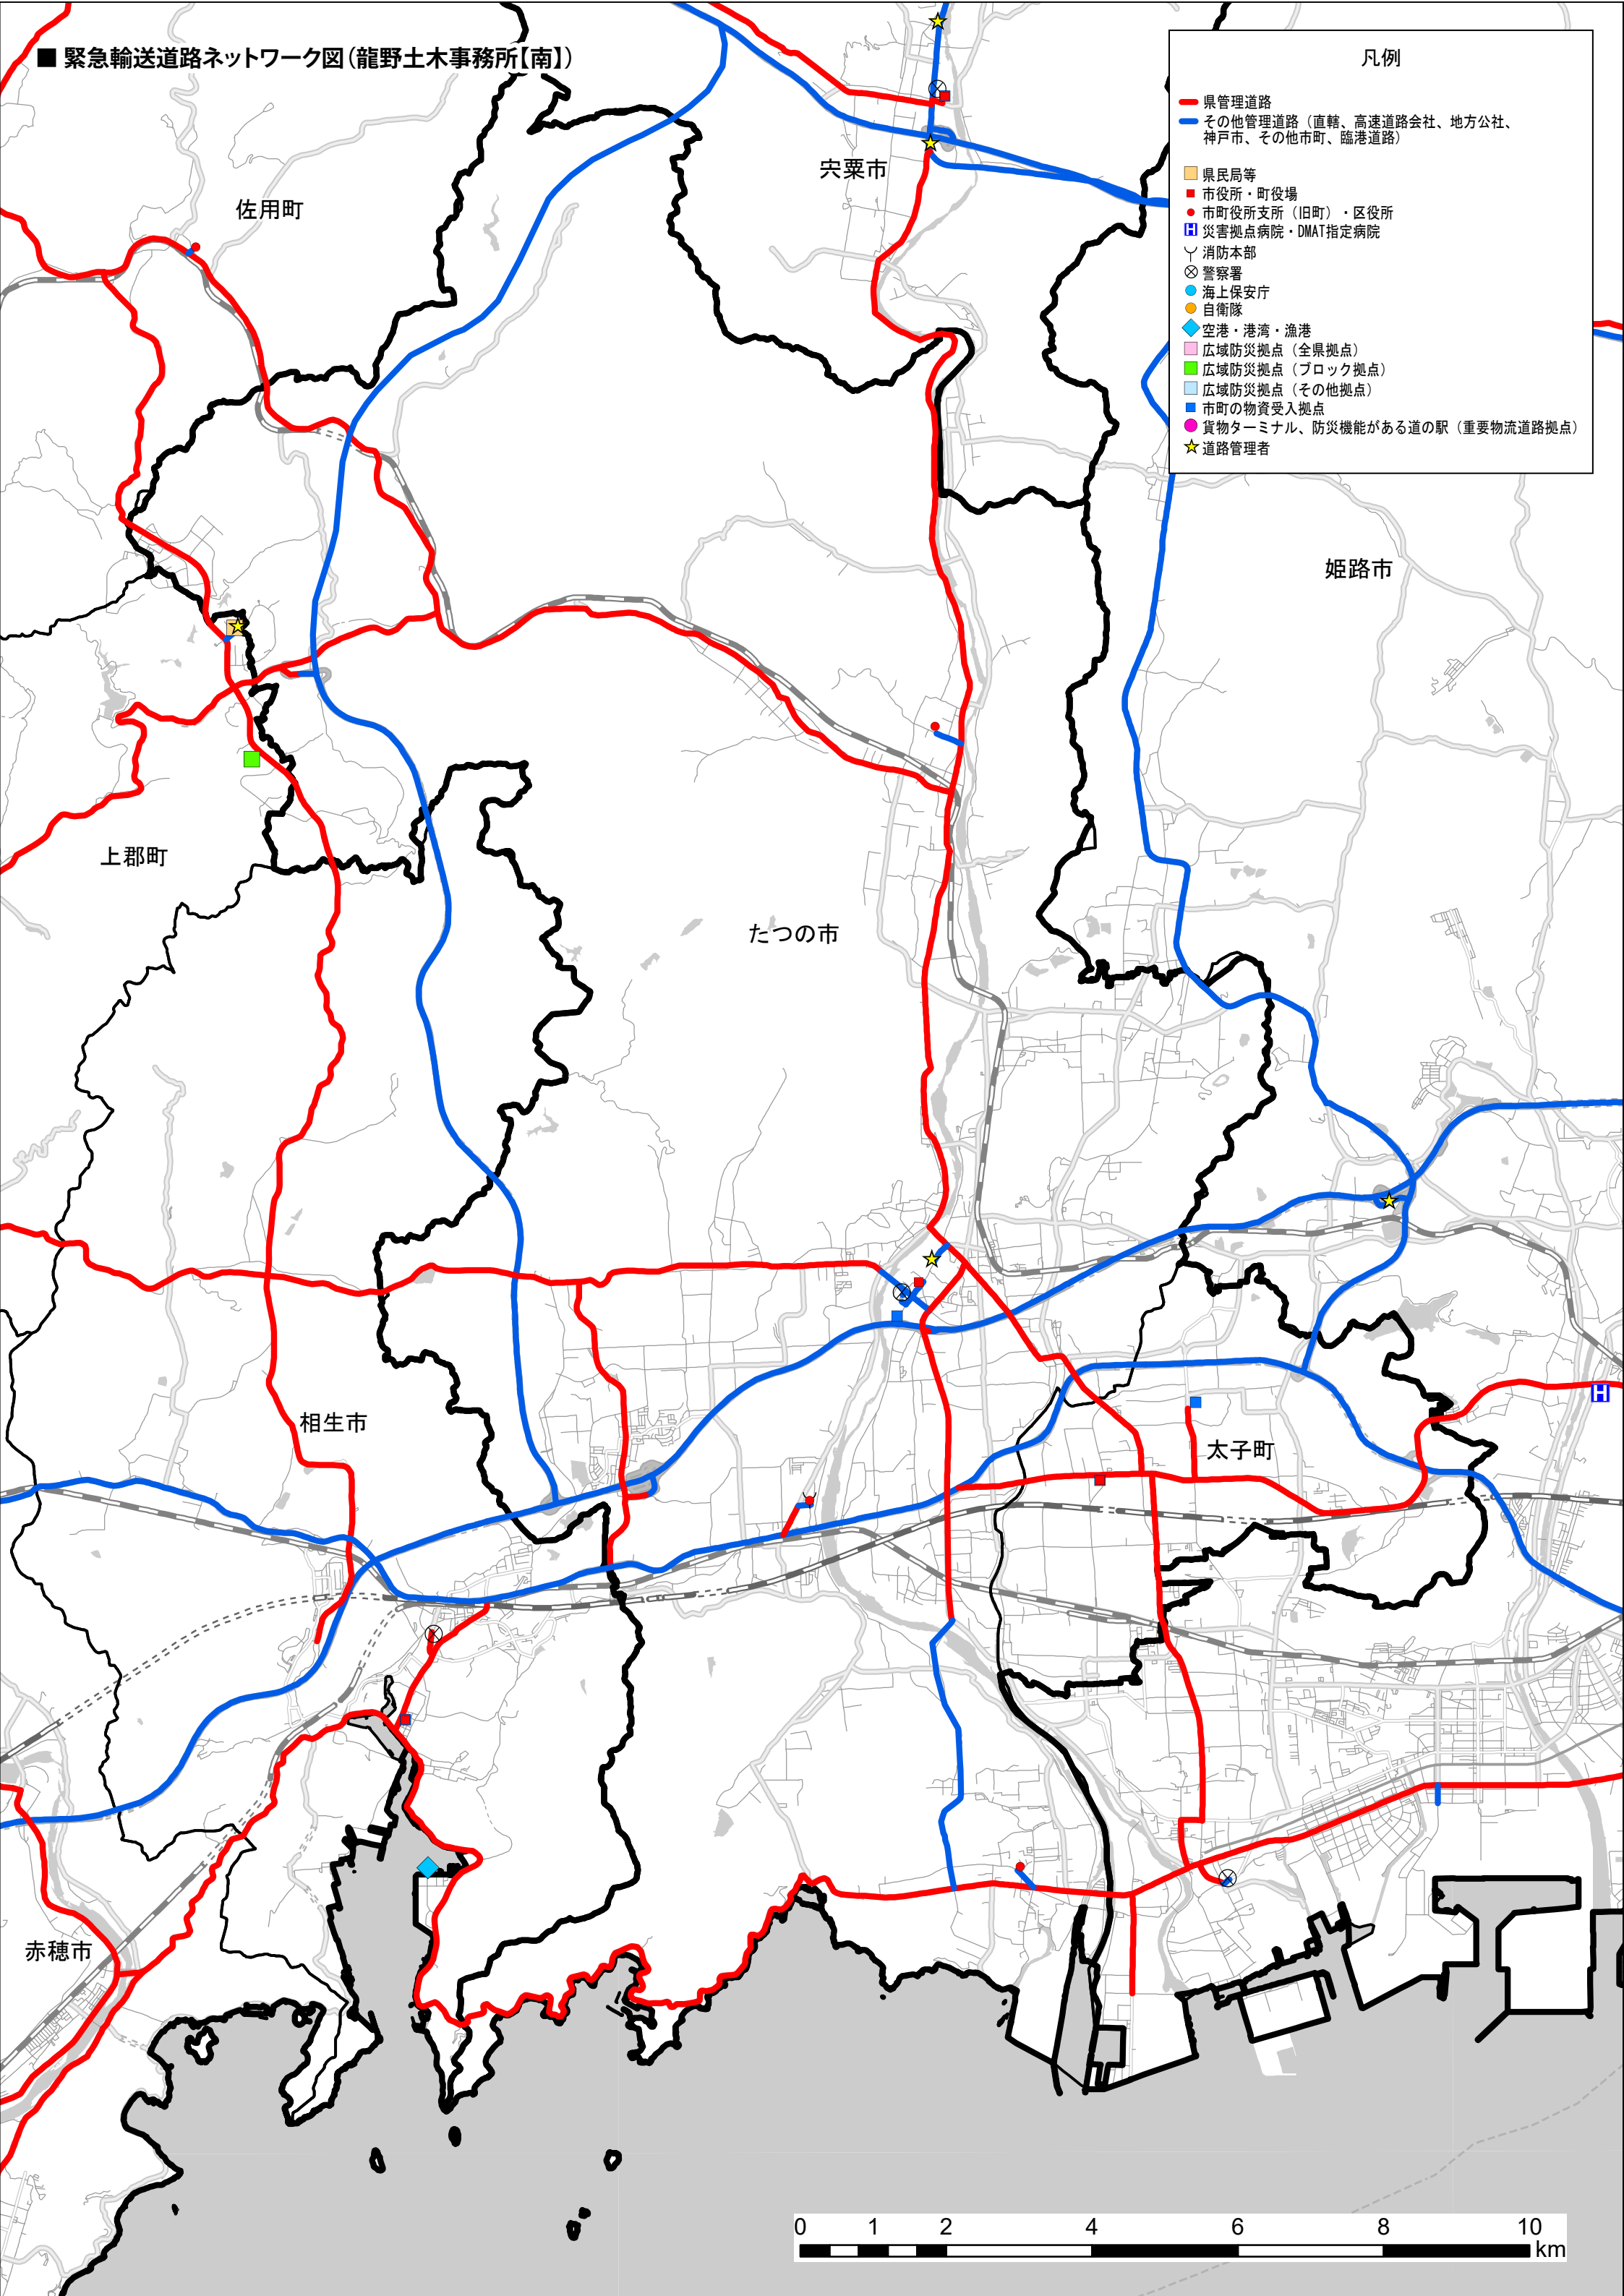 ■ 緊急輸送道路ネットワーク図(龍野土木事務所【南】)
凡例
県管理道路
その他管理道路（直轄、高速道路会社、地方公社、
神戸市、その他市町、臨港道路）
県民局等
市役所・町役場
市町役所支所（旧町）・区役所
H 災害拠点病院・DMAT指定病院
消防本部
警察署
海上保安庁
自衛隊
空港・港湾・漁港
広域防災拠点（全県拠点）
広域防災拠点（ブロック拠点）
広域防災拠点（その他拠点）
市町の物資受入拠点
貨物ターミナル、防災機能がある道の駅（重要物流道路拠点）
道路管理者
宍粟市
佐用町
姫路市
上郡町
たつの市
H
相生市
太子町
赤穂市
0 1 2 4 6 8 10
km